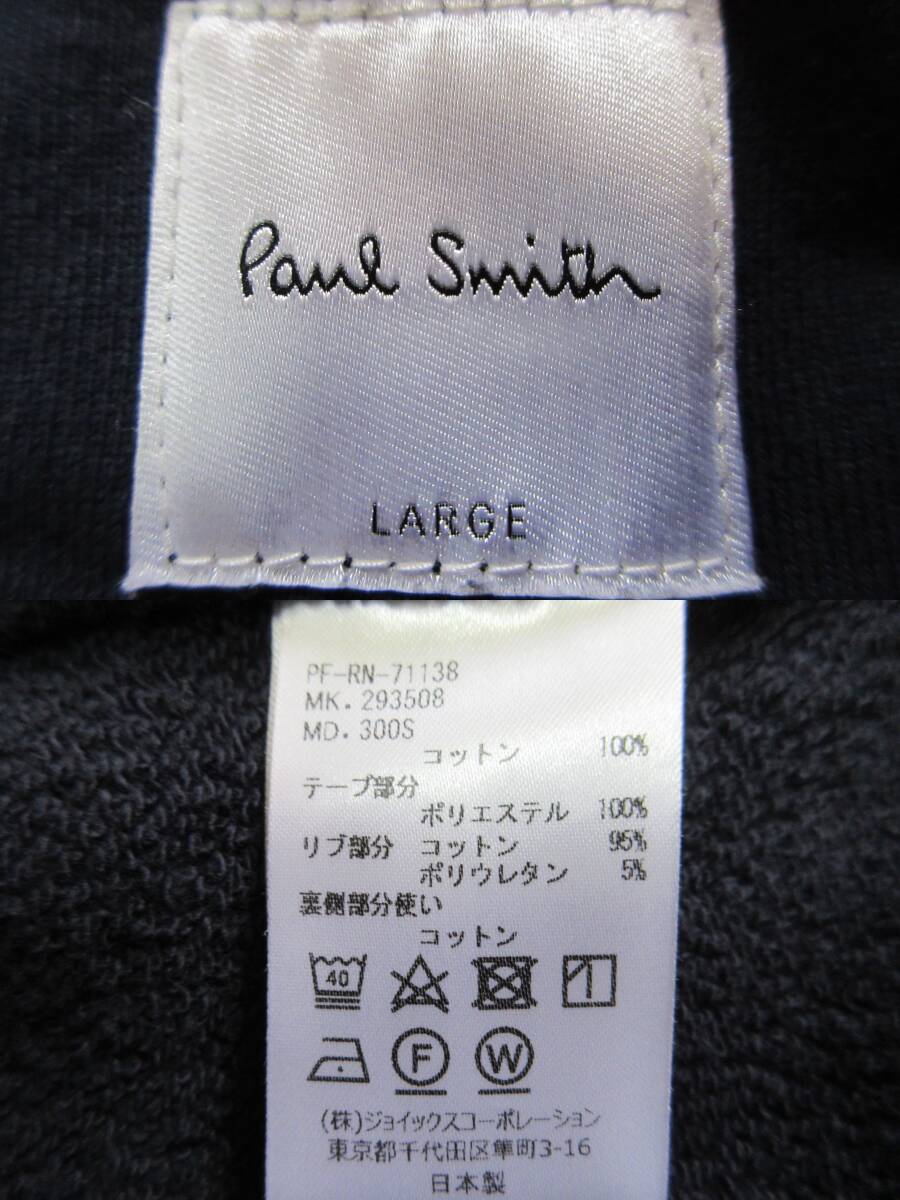 Paul Smith
LARGE
PF-RN-71138
MK. 293508
MD. 300S
コットン 100%
テープ部分
ポリエステル 100%
リブ部分 コットン 95%
ポリウレタン 5%
裏側部分使い
コットン
40
F W
(株)ジョイックスコーポレーション
東京都千代田区隼町3-16
日本製